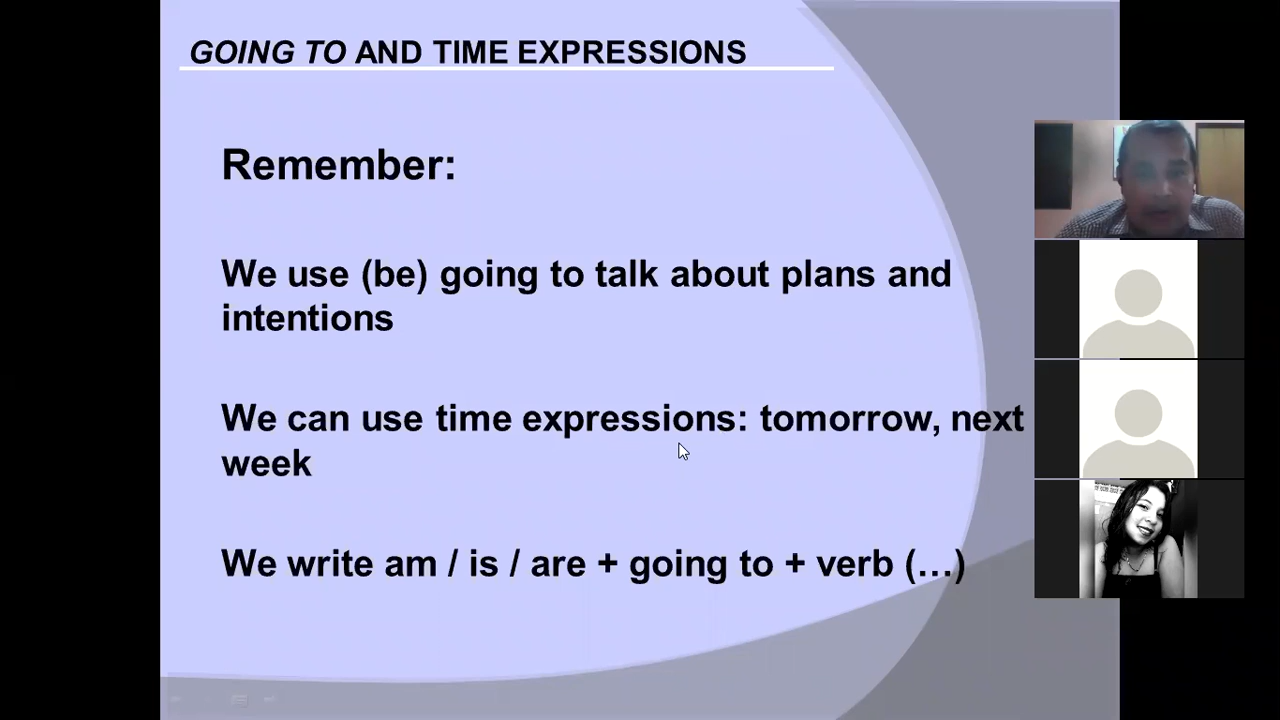 GOING TO AND TIME EXPRESSIONS
Remember:
We use (be) going to talk about plans and
intentions
We can use time expressions: tomorrow, next
week
We write am / is / are + going to + verb (…)